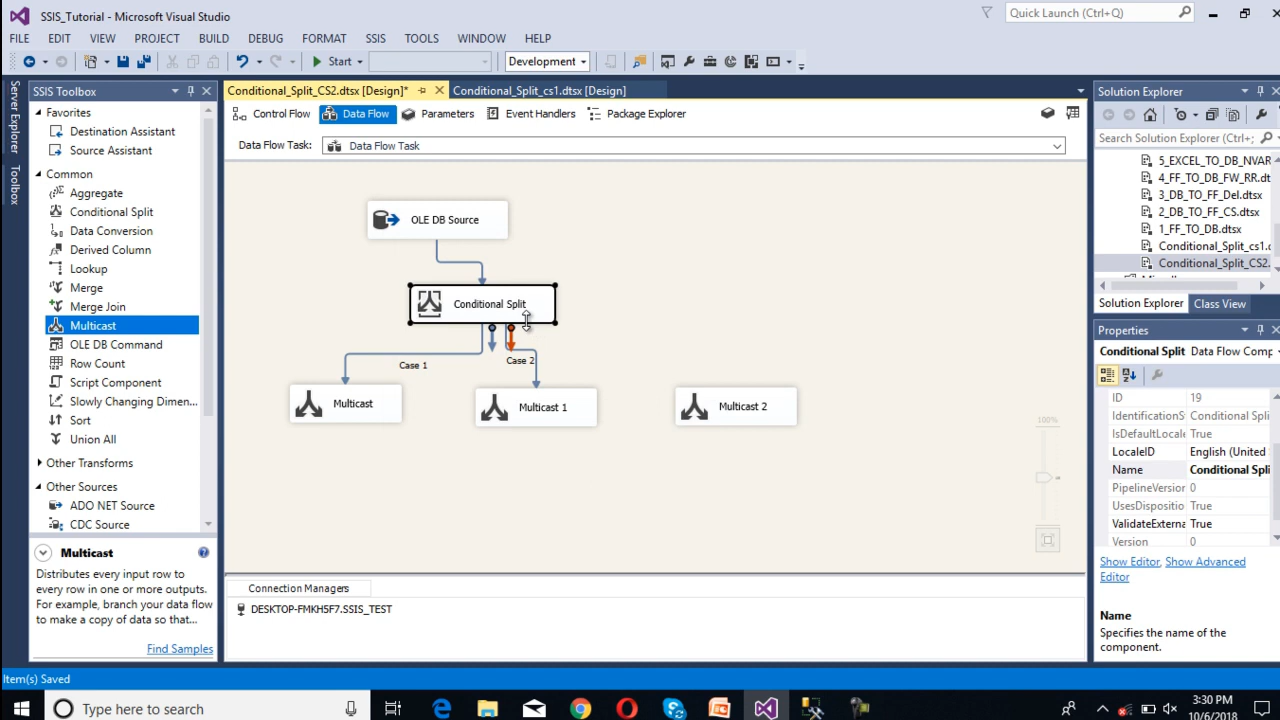 SSIS_Tutorial - Microsoft Visual Studio
Quick Launch (Ctrl+Q)
FILE EDIT VIEW PROJECT BUILD DEBUG FORMAT SSIS TOOLS WINDOW HELP
Start
Development
Server Explorer
Toolbox
SSIS Toolbox
Favorites
Destination Assistant
Source Assistant
Common
Aggregate
Conditional Split
Data Conversion
Derived Column
Lookup
Merge
Merge Join
Multicast
OLE DB Command
Row Count
Script Component
Slowly Changing Dimen...
Sort
Union All
Other Transforms
Other Sources
ADO NET Source
CDC Source
Multicast
Distributes every input row to
every row in one or more outputs.
For example, branch your data flow
to make a copy of data so that...
Find Samples
Conditional_Split_CS2.dtsx [Design]*
Conditional_Split_cs1.dtsx [Design]
Control Flow
Data Flow
Parameters
Event Handlers
Package Explorer
Data Flow Task:
Data Flow Task
OLE DB Source
Conditional Split
Case 1
Case 2
Multicast
Multicast 1
Multicast 2
100%
Connection Managers
DESKTOP-FMKH5F7.SSIS_TEST
Solution Explorer
Search Solution Explorer (Ctrl+;
5_EXCEL_TO_DB_NVAR
4_FF_TO_DB_FW_RR.dt
3_DB_TO_FF_Del.dtsx
2_DB_TO_FF_CS.dtsx
1_FF_TO_DB.dtsx
Conditional_Split_cs1.
Conditional_Split_CS2.
Solution Explorer
Class View
Properties
Conditional Split Data Flow Comp
ID 19
IdentificationS Conditional Split
IsDefaultLocale True
LocaleID English (United
Name Conditional Spli
PipelineVersion 0
UsesDisposition True
ValidateExterna True
Version 0
Show Editor, Show Advanced
Editor
Name
Specifies the name of the
component.
Item(s) Saved
Type here to search
3:30 PM
10/6/2018